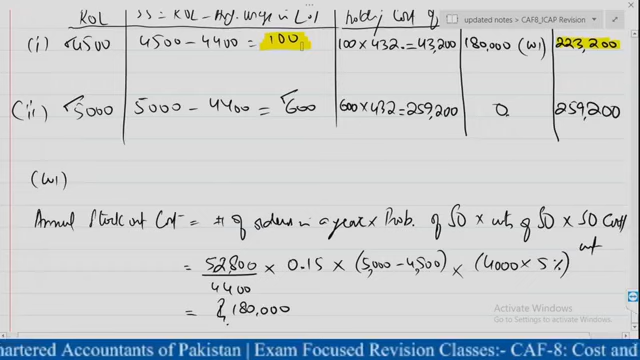 ROL | SS = ROL - Avg. usage in L.T | Holding Cost of
updated notes > CAF8_ICAP Revision
(i) 4500 | 4500 - 4400 = 100 | 100 x 432 = 43,200 | 180,000 (W1) | 223,200
(ii) 5000 | 5000 - 4400 = 600 | 600 x 432 = 259,200 | 0 | 259,200
(W1)
Annual Stock out Cost = # of orders in a year x Prob. of SO x units of SO x SO Cost/unit
= 52,800/4400 x 0.15 x (5,000 - 4,500) x (4000 x 5%)
= 180,000
Activate Windows
Go to Settings to activate Windows.
hartered Accountants of Pakistan | Exam Focused Revision Classes:- CAF-8: Cost and